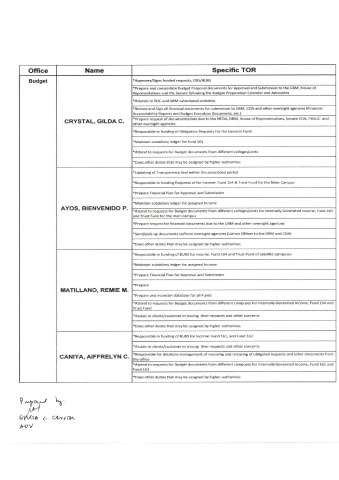 Office Name Specific TOR
Budget
CRYSTAL, GILDA C.
*Approves/Signs funded requests, ORS/BURS
*Prepare and consolidate Budget Financial documents for Approval and Submission to the DBM, House of
Representatives and the Senate following the Budget Preparation Calendar and Advisories
*Attends to BOC and DBM-calendared activities
*Review and Sign all Financial documents for submission to DBM, COA and other oversight agencies (Financial
Accountability Reports and Budget Execution Documents, etc.)
*Prepare request of documents/data due to the NEDA, DBM, House of Representatives, Senate COA, PASUC and
other oversight agencies
*Responsible in funding of Obligation Requests for the General Fund
*Maintain subsidiary ledger for Fund 101
*Attend to requests for Budget documents from different colleges/units
*Does other duties that may be assigned by higher authorities
AYOS, BIENVENIDO P.
*Updating of Transparency Seal within the prescribed period
*Responsible in funding Requests of for Income: Fund 164 & Trust Fund for the Main Campus
*Prepare Financial Plan for Approval and Submission
*Maintain subsidiary ledger for assigned Income
*Attend to requests for Budget documents from different colleges/units for Internally Generated Income, Fund 161
and Trust Fund for the main campus
*Prepare request for financial documents due to the DBM and other oversight agencies
*Send/pick-up documents to/from oversight agencies (Liaison Officer to the DBM and COA)
*Does other duties that may be assigned by higher authorities
MATILLANO, REMIE M.
*Responsible in funding of BURS for Income: Fund 164 and Trust Fund of satellite campuses
*Maintain subsidiary ledger for assigned Income
*Prepare Financial Plan for Approval and Submission
*Prepare
*Prepare and maintain database for all Funds
*Attend to requests for Budget documents from different campuses for Internally Generated Income, Fund 164 and
Trust Fund
*Assists to clients/customer in issuing their requests and other concerns
*Does other duties that may be assigned by higher authorities
CANIYA, AIFFRELYN C.
*Responsible in funding of BURS for Income: Fund 161, and Fund 163
*Assists to clients/customer in issuing their requests and other concerns
*Responsible for database management of receiving and releasing of obligated requests and other documents from
the office
*Attend to requests for Budget documents from different campuses for Internally Generated Income, Fund 161 and
Fund 163
*Does other duties that may be assigned by higher authorities
Prepared by:
GILDA C CRYSTAL
AOV